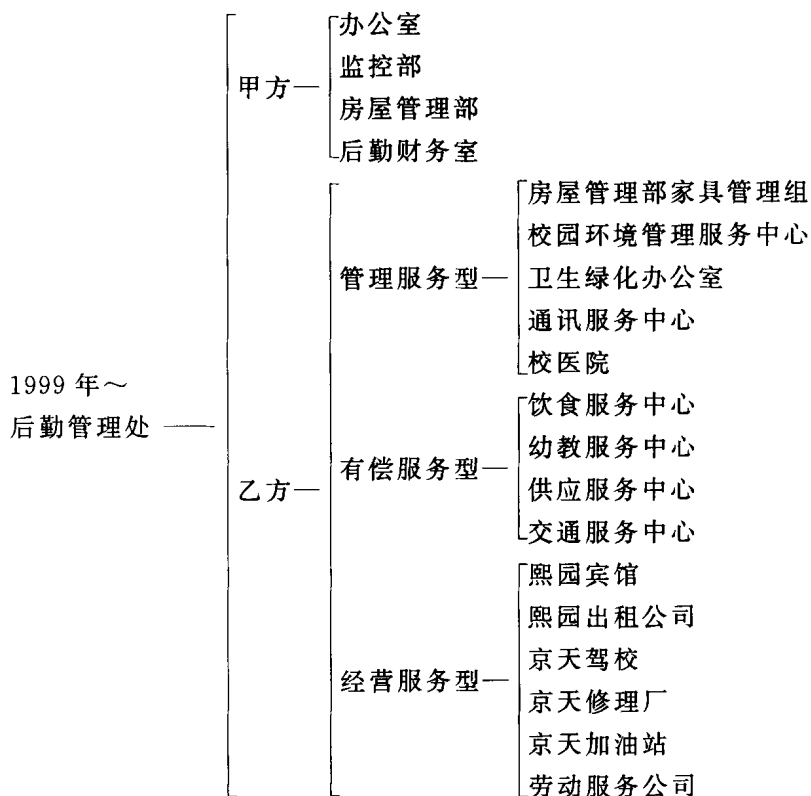 1999 年～
后勤管理处
甲方
办公室
监控部
房屋管理部
后勤财务室
乙方
管理服务型
房屋管理部家具管理组
校园环境管理服务中心
卫生绿化办公室
通讯服务中心
校医院
有偿服务型
饮食服务中心
幼教服务中心
供应服务中心
交通服务中心
经营服务型
熙园宾馆
熙园出租公司
京天驾校
京天修理厂
京天加油站
劳动服务公司